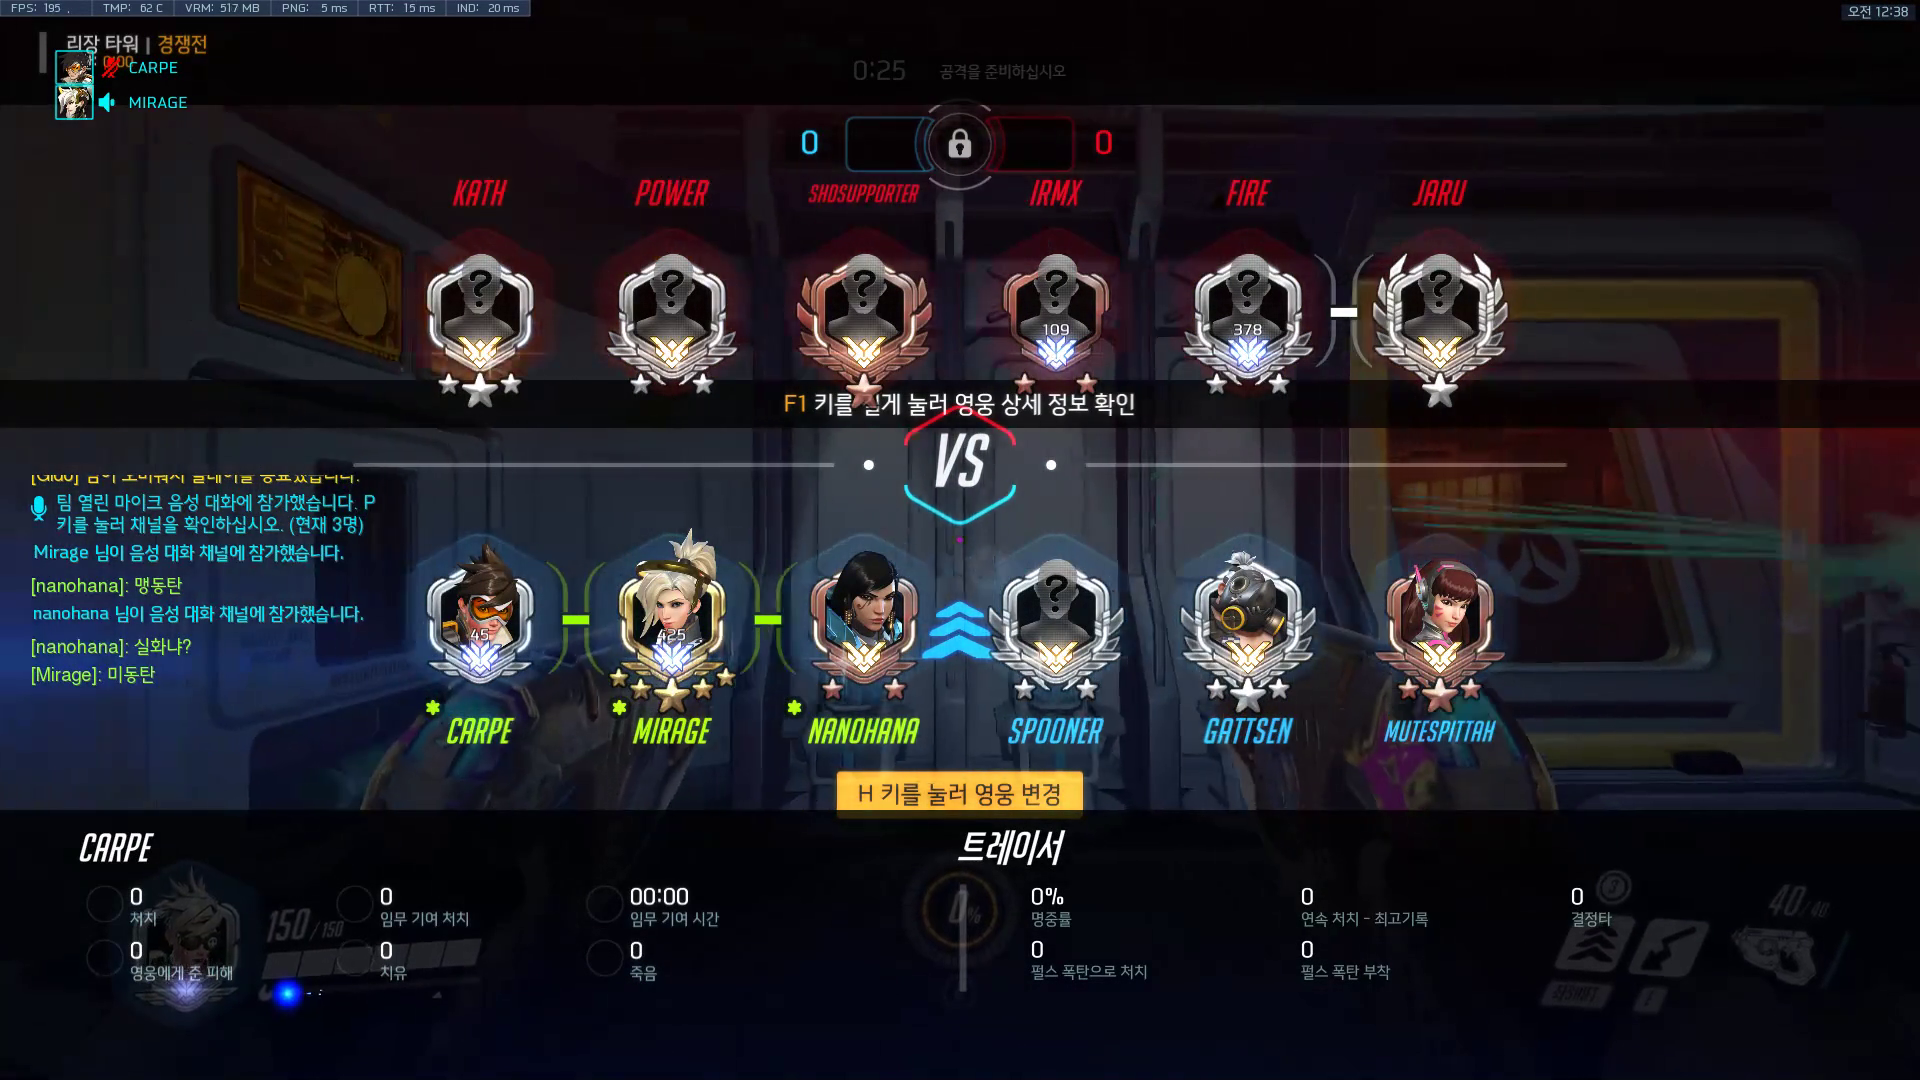 FPS: 195 TMP: 62 C VRM: 517 MB PNG: 5 ms RTT: 15 ms IND: 20 ms
오전 12:38
리장 타워 | 경쟁전
0:00
CARPE
MIRAGE
0:25 공격을 준비하십시오
0 0
KATH POWER SHDSUPPORTER IRMX FIRE JARU
? ? ? ? ? ?
109 378
F1 키를 길게 눌러 영웅 상세 정보 확인
VS
팀 열린 마이크 음성 대화에 참가했습니다. P
키를 눌러 채널을 확인하십시오. (현재 3명)
Mirage 님이 음성 대화 채널에 참가했습니다.
[nanohana]: 맹동탄
nanohana 님이 음성 대화 채널에 참가했습니다.
[nanohana]: 실화냐?
[Mirage]: 미동탄
?
45 425
CARPE MIRAGE NANOHANA SPOONER GATTSEN MUTESPITTAH
H 키를 눌러 영웅 변경
CARPE
트레이서
0
처치
0
임무 기여 처치
00:00
임무 기여 시간
0%
명중률
0
연속 처치 - 최고기록
0
결정타
0
영웅에게 준 피해
0
치유
0
죽음
0
펄스 폭탄으로 처치
0
펄스 폭탄 부착
150/150
0%
3
40/40